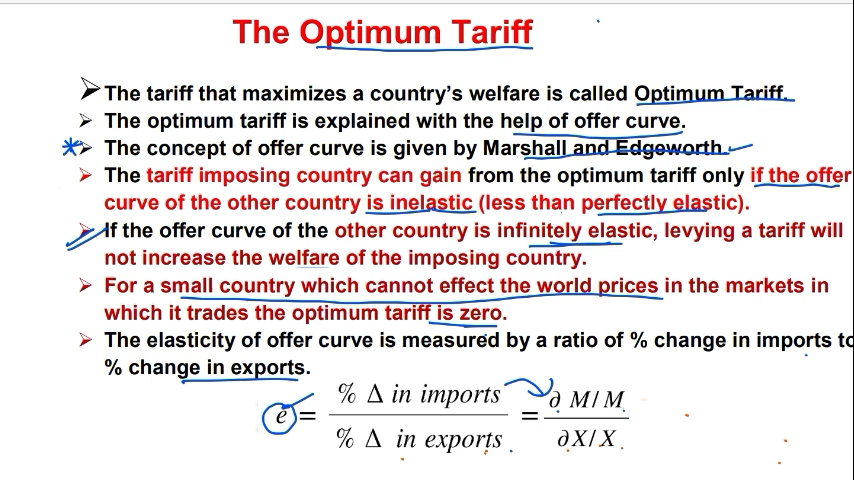 The Optimum Tariff
➢ The tariff that maximizes a country's welfare is called Optimum Tariff.
➢ The optimum tariff is explained with the help of offer curve.
➢ The concept of offer curve is given by Marshall and Edgeworth.
➢ The tariff imposing country can gain from the optimum tariff only if the offer
curve of the other country is inelastic (less than perfectly elastic).
➢ If the offer curve of the other country is infinitely elastic, levying a tariff will
not increase the welfare of the imposing country.
➢ For a small country which cannot effect the world prices in the markets in
which it trades the optimum tariff is zero.
➢ The elasticity of offer curve is measured by a ratio of % change in imports to
% change in exports.
e = % Δ in imports / % Δ in exports = ∂ M/M / ∂X/X